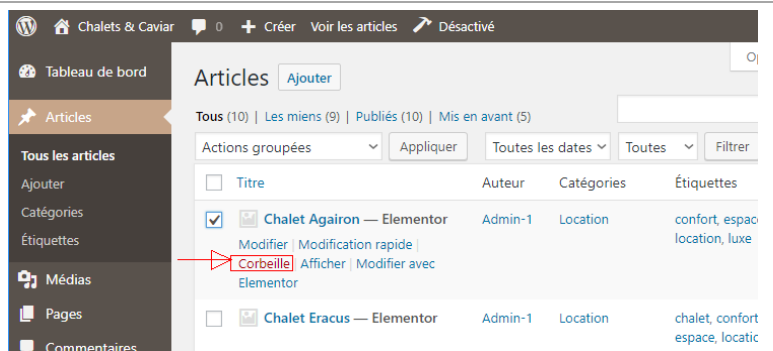 Chalets & Caviar 0 Créer Voir les articles Désactivé
Tableau de bord
Articles Ajouter
Articles
Tous (10) | Les miens (9) | Publiés (10) | Mis en avant (5)
Tous les articles
Actions groupées Appliquer Toutes les dates Toutes Filtrer
Ajouter
Titre Auteur Catégories Étiquettes
Catégories
Chalet Agairon — Elementor Admin-1 Location confort, espac
Étiquettes
location, luxe
Modifier | Modification rapide |
Corbeille | Afficher | Modifier avec
Elementor
Médias
Pages
Chalet Eracus — Elementor Admin-1 Location chalet, confort
espace, locatic
Commentaires